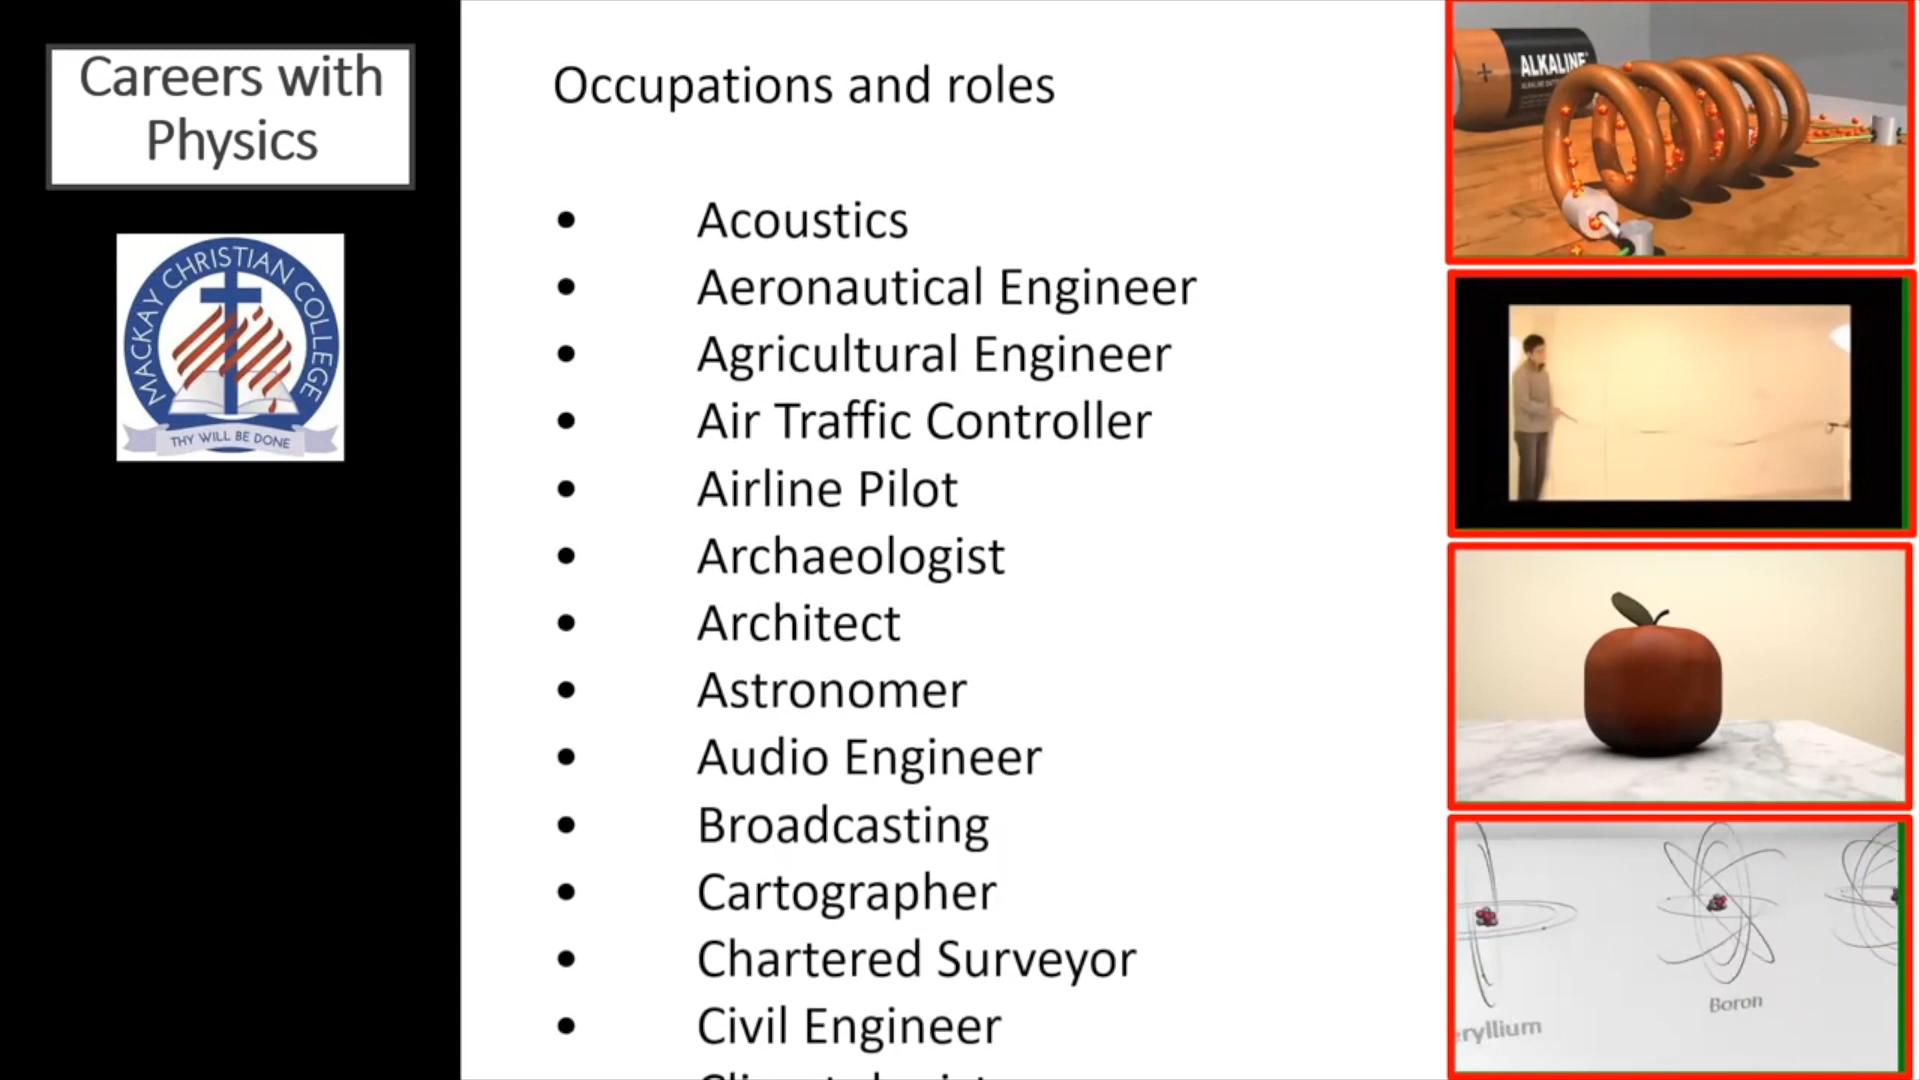 Careers with
Physics
MACKAY CHRISTIAN COLLEGE
THY WILL BE DONE
Occupations and roles
• Acoustics
• Aeronautical Engineer
• Agricultural Engineer
• Air Traffic Controller
• Airline Pilot
• Archaeologist
• Architect
• Astronomer
• Audio Engineer
• Broadcasting
• Cartographer
• Chartered Surveyor
• Civil Engineer
+ ALKALINE
Boron
eryllium